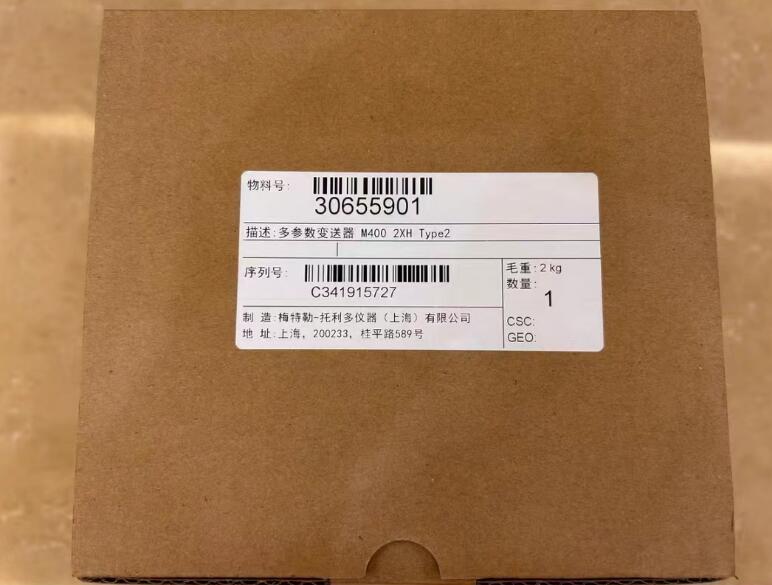 物料号:
30655901
描述:多参数变送器 M400 2XH Type2
序列号:
C341915727
毛重:2 kg
数量:
1
CSC:
GEO:
制 造:梅特勒-托利多仪器(上海)有限公司
地 址:上海, 200233, 桂平路589号